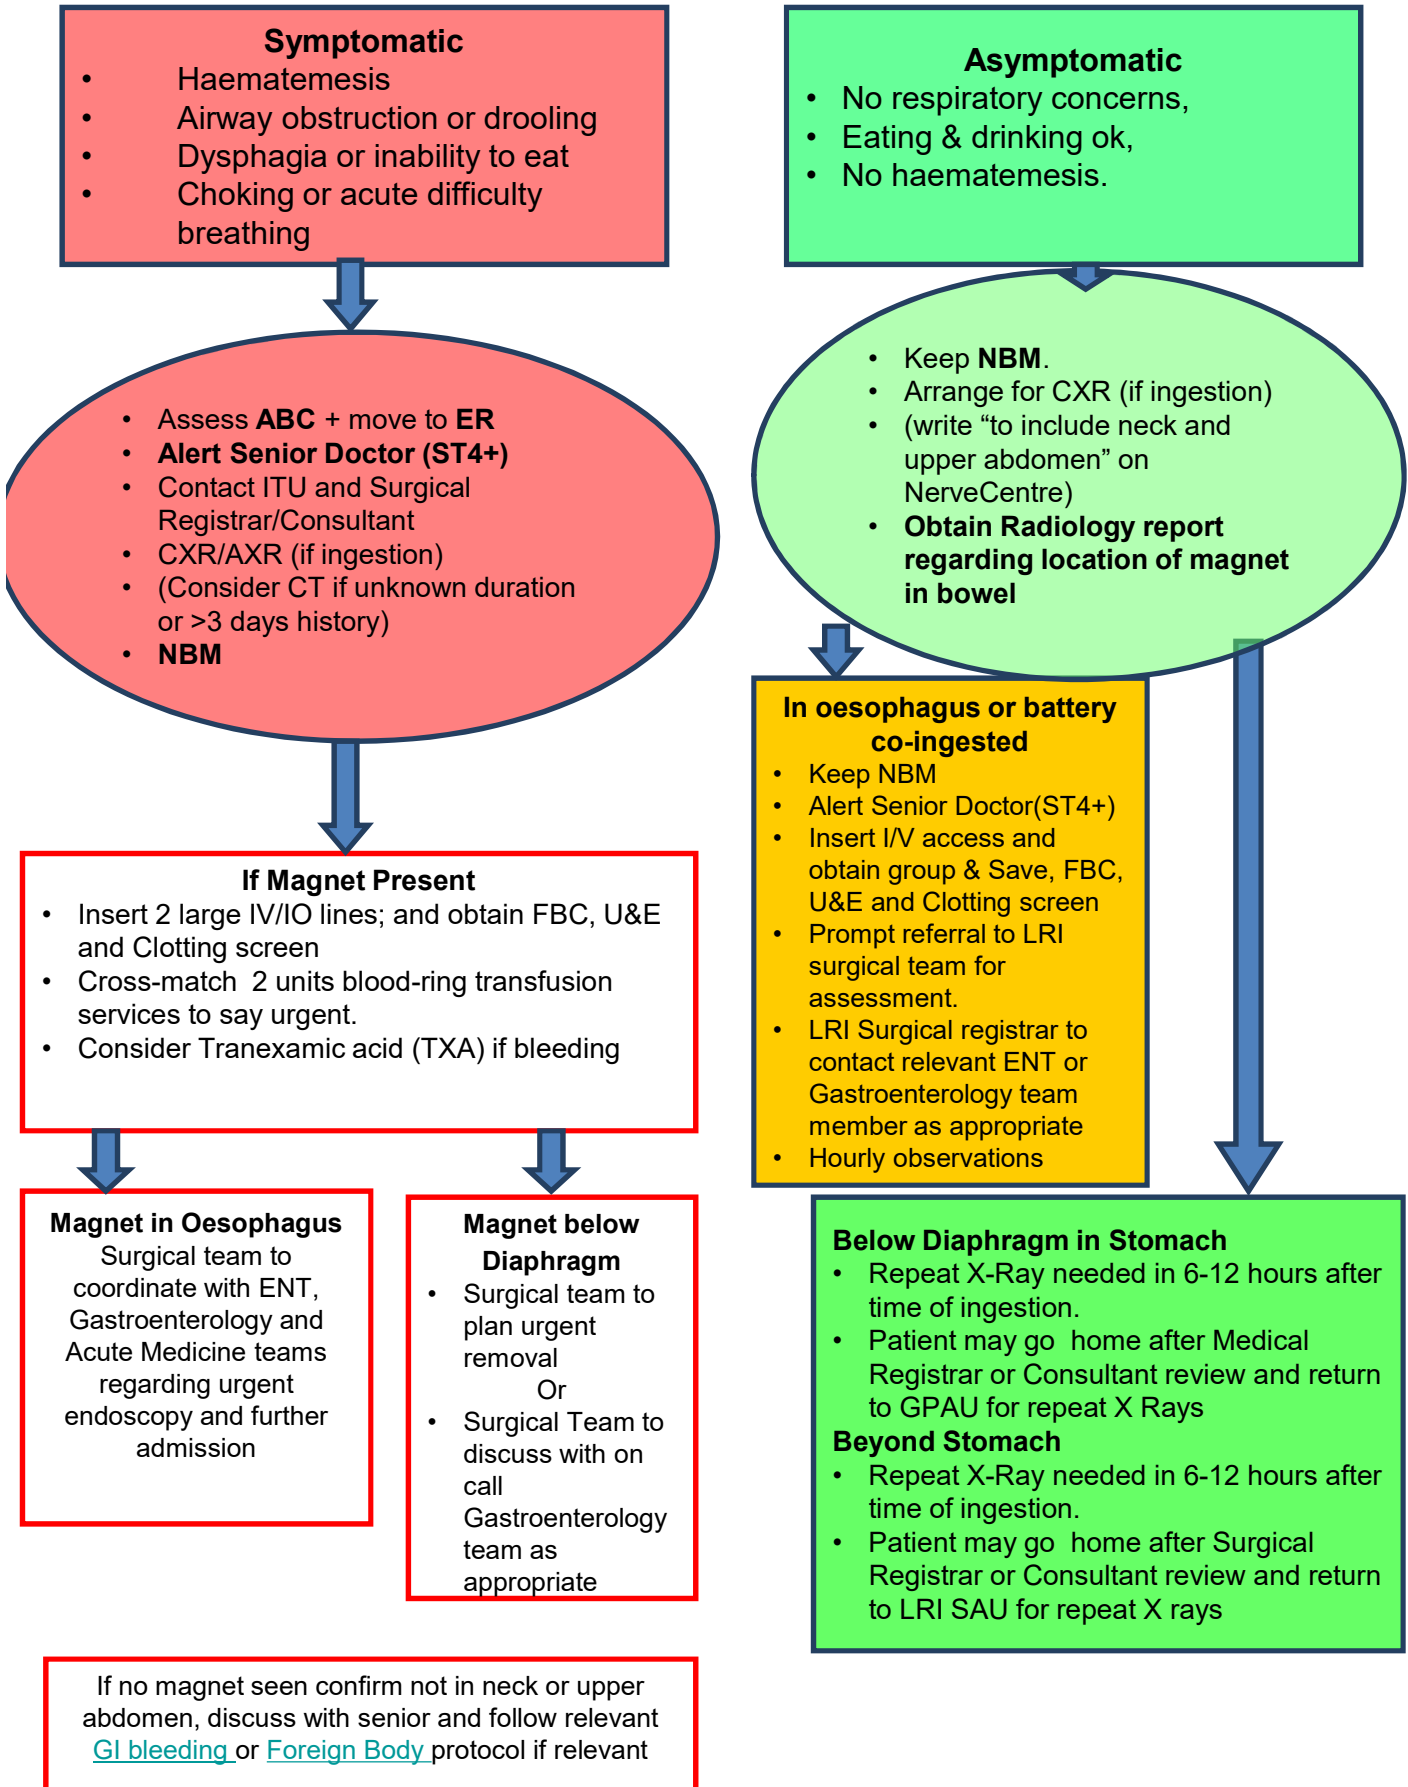 Symptomatic
• Haematemesis
• Airway obstruction or drooling
• Dysphagia or inability to eat
• Choking or acute difficulty
breathing
• Assess ABC + move to ER
• Alert Senior Doctor (ST4+)
• Contact ITU and Surgical
Registrar/Consultant
• CXR/AXR (if ingestion)
• (Consider CT if unknown duration
or >3 days history)
• NBM
If Magnet Present
• Insert 2 large IV/IO lines; and obtain FBC, U&E
and Clotting screen
• Cross-match  2 units blood-ring transfusion
services to say urgent.
• Consider Tranexamic acid (TXA) if bleeding
Magnet in Oesophagus
Surgical team to
coordinate with ENT,
Gastroenterology and
Acute Medicine teams
regarding urgent
endoscopy and further
admission
Magnet below
Diaphragm
• Surgical team to
plan urgent
removal
Or
• Surgical Team to
discuss with on
call
Gastroenterology
team as
appropriate
If no magnet seen confirm not in neck or upper
abdomen, discuss with senior and follow relevant
GI bleeding or Foreign Body protocol if relevant
Asymptomatic
• No respiratory concerns,
• Eating & drinking ok,
• No haematemesis.
• Keep NBM.
• Arrange for CXR (if ingestion)
• (write “to include neck and
upper abdomen” on
NerveCentre)
• Obtain Radiology report
regarding location of magnet
in bowel
In oesophagus or battery
co-ingested
• Keep NBM
• Alert Senior Doctor(ST4+)
• Insert I/V access and
obtain group & Save, FBC,
U&E and Clotting screen
• Prompt referral to LRI
surgical team for
assessment.
• LRI Surgical registrar to
contact relevant ENT or
Gastroenterology team
member as appropriate
• Hourly observations
Below Diaphragm in Stomach
• Repeat X-Ray needed in 6-12 hours after
time of ingestion.
• Patient may go  home after Medical
Registrar or Consultant review and return
to GPAU for repeat X Rays
Beyond Stomach
• Repeat X-Ray needed in 6-12 hours after
time of ingestion.
• Patient may go  home after Surgical
Registrar or Consultant review and return
to LRI SAU for repeat X rays